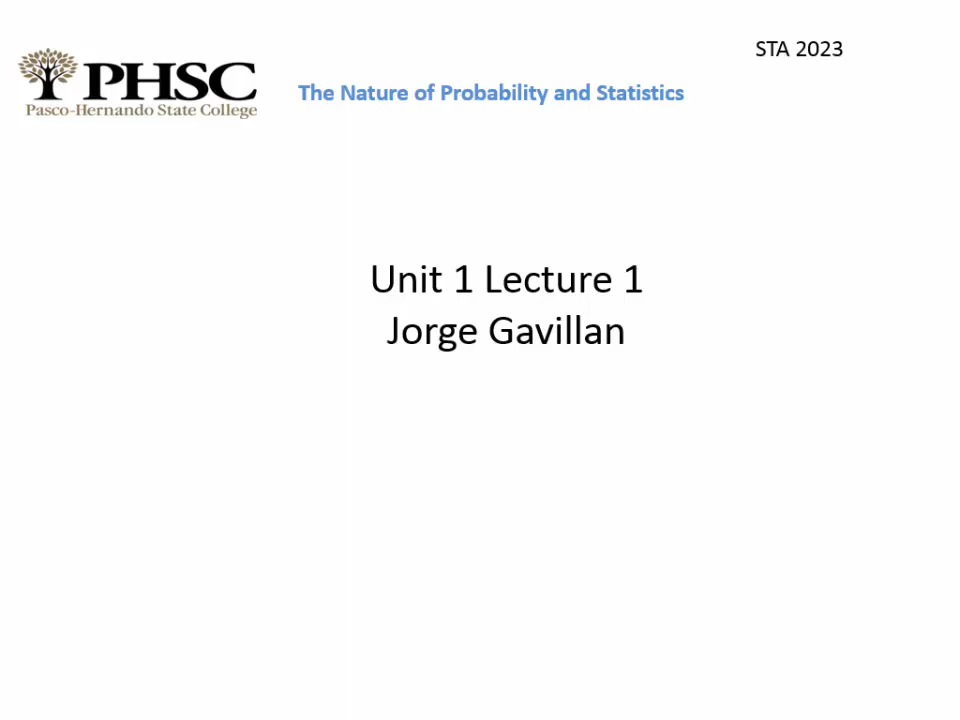 STA 2023
PHSC
Pasco-Hernando State College
The Nature of Probability and Statistics
Unit 1 Lecture 1
Jorge Gavillan